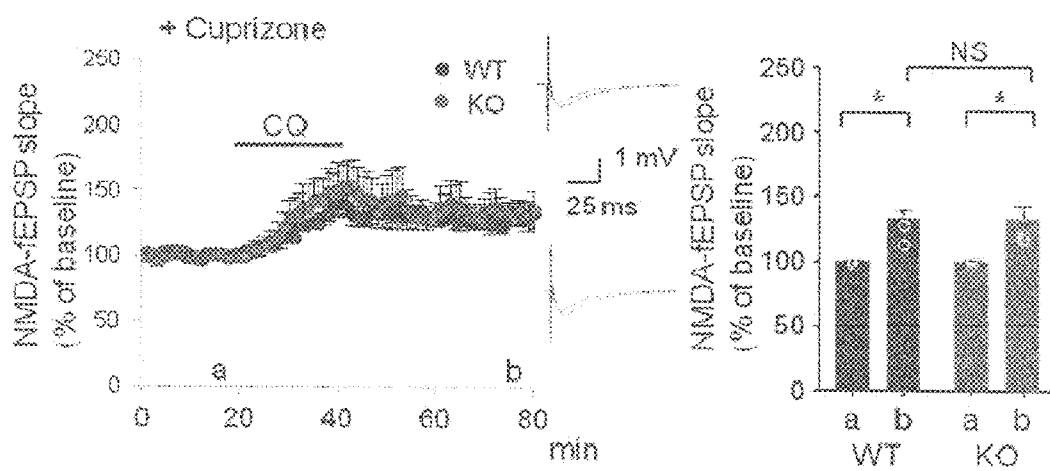 + Cuprizone
NMDA-fEPSP slope
(% of baseline)
250
200
150
100
50
0
WT
KO
CQ
a
b
0
20
40
60
80
min
1 mV
25 ms
NMDA-fEPSP slope
(% of baseline)
250
200
150
100
50
0
NS
* *
a b a b
WT KO